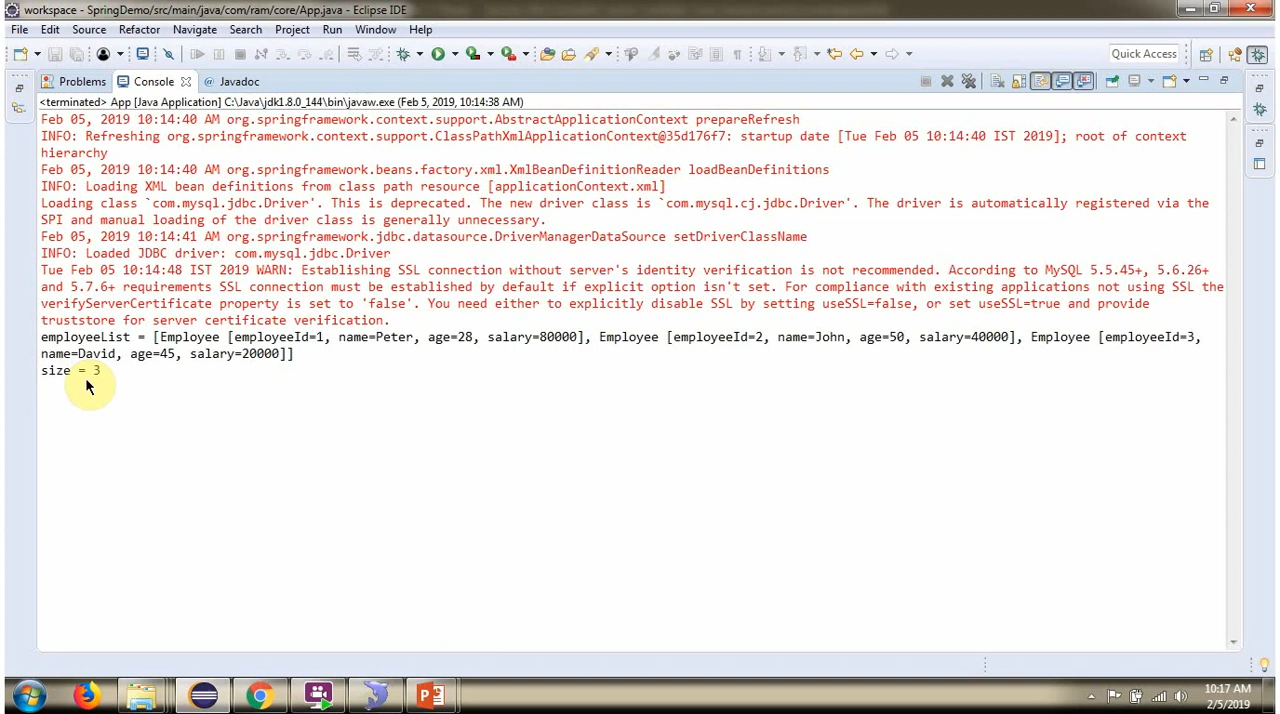 workspace - SpringDemo/src/main/java/com/ram/core/App.java - Eclipse IDE
File Edit Source Refactor Navigate Search Project Run Window Help
Quick Access
Problems Console Javadoc
<terminated> App [Java Application] C:\Java\jdk1.8.0_144\bin\javaw.exe (Feb 5, 2019, 10:14:38 AM)
Feb 05, 2019 10:14:40 AM org.springframework.context.support.AbstractApplicationContext prepareRefresh
INFO: Refreshing org.springframework.context.support.ClassPathXmlApplicationContext@35d176f7: startup date [Tue Feb 05 10:14:40 IST 2019]; root of context
hierarchy
Feb 05, 2019 10:14:40 AM org.springframework.beans.factory.xml.XmlBeanDefinitionReader loadBeanDefinitions
INFO: Loading XML bean definitions from class path resource [applicationContext.xml]
Loading class `com.mysql.jdbc.Driver'. This is deprecated. The new driver class is `com.mysql.cj.jdbc.Driver'. The driver is automatically registered via the
SPI and manual loading of the driver class is generally unnecessary.
Feb 05, 2019 10:14:41 AM org.springframework.jdbc.datasource.DriverManagerDataSource setDriverClassName
INFO: Loaded JDBC driver: com.mysql.jdbc.Driver
Tue Feb 05 10:14:48 IST 2019 WARN: Establishing SSL connection without server's identity verification is not recommended. According to MySQL 5.5.45+, 5.6.26+
and 5.7.6+ requirements SSL connection must be established by default if explicit option isn't set. For compliance with existing applications not using SSL the
verifyServerCertificate property is set to 'false'. You need either to explicitly disable SSL by setting useSSL=false, or set useSSL=true and provide
truststore for server certificate verification.
employeeList = [Employee [employeeId=1, name=Peter, age=28, salary=80000], Employee [employeeId=2, name=John, age=50, salary=40000], Employee [employeeId=3,
name=David, age=45, salary=20000]]
size = 3
10:17 AM
2/5/2019